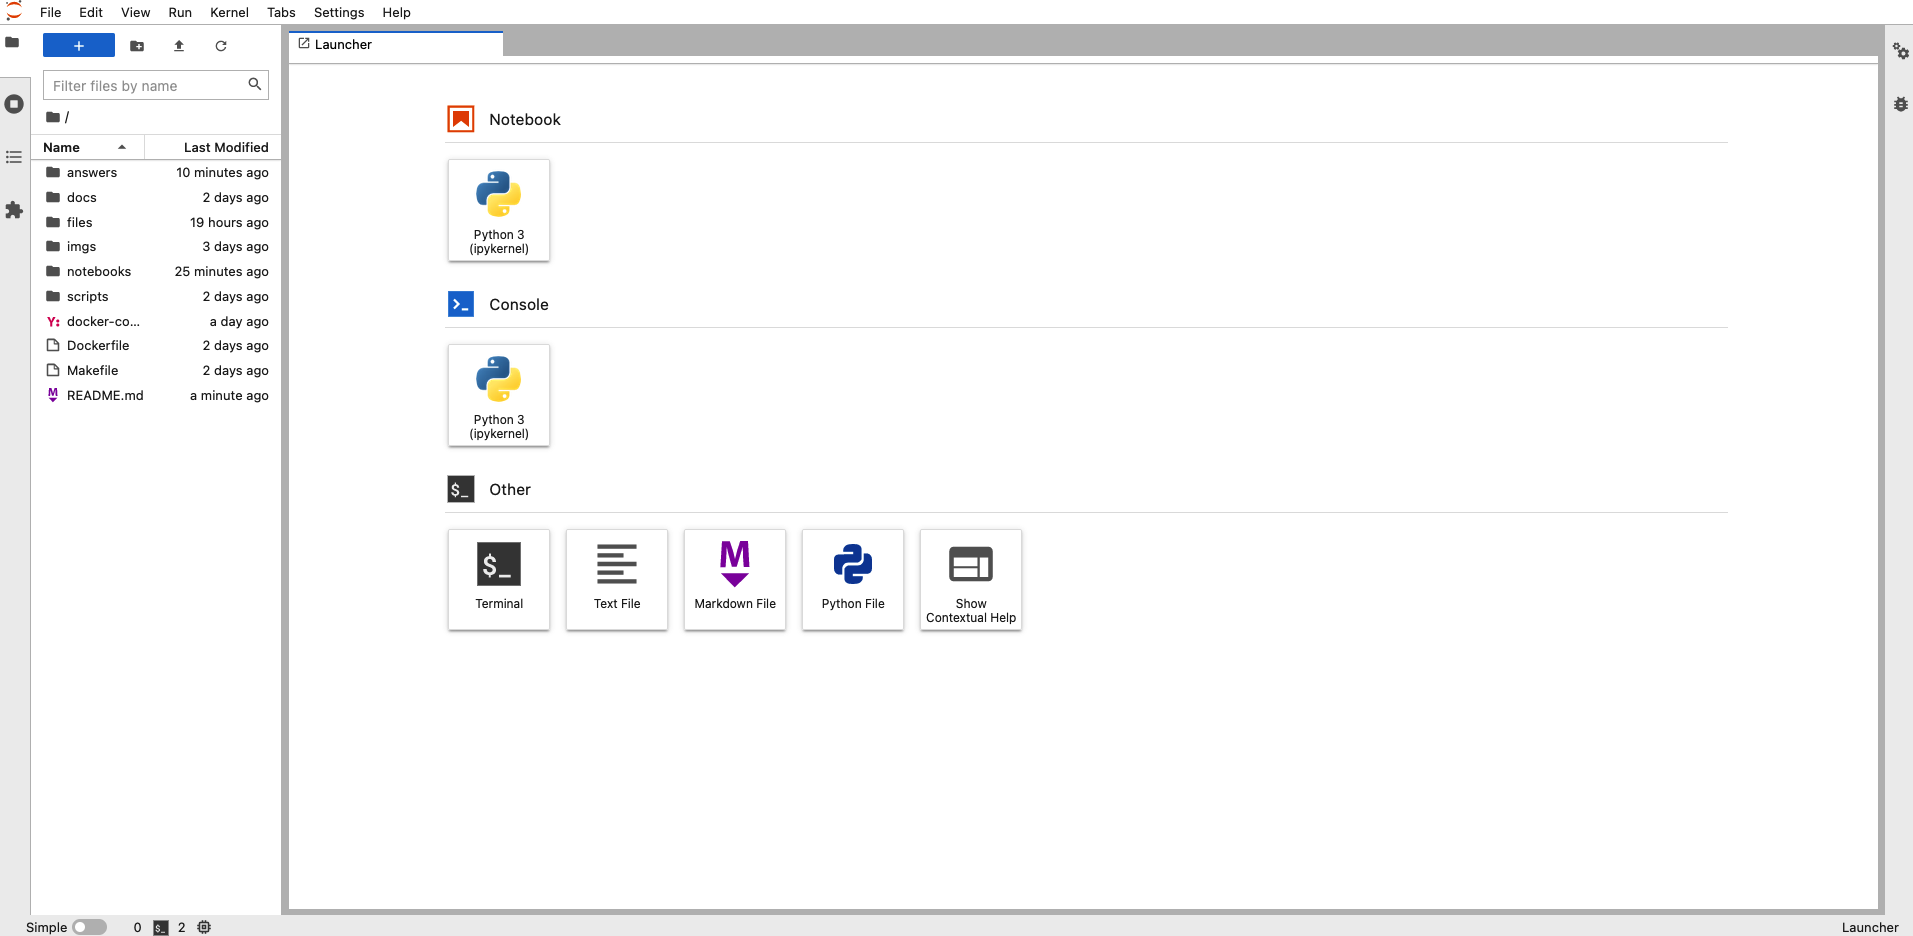 File Edit View Run Kernel Tabs Settings Help
+
Filter files by name
/
Name Last Modified
answers 10 minutes ago
docs 2 days ago
files 19 hours ago
imgs 3 days ago
notebooks 25 minutes ago
scripts 2 days ago
Y: docker-co... a day ago
Dockerfile 2 days ago
Makefile 2 days ago
M README.md a minute ago
Launcher
Notebook
Python 3
(ipykernel)
>_ Console
Python 3
(ipykernel)
$_ Other
$_
Terminal
Text File
M
Markdown File
Python File
Show
Contextual Help
Simple 0 $_ 2 Launcher